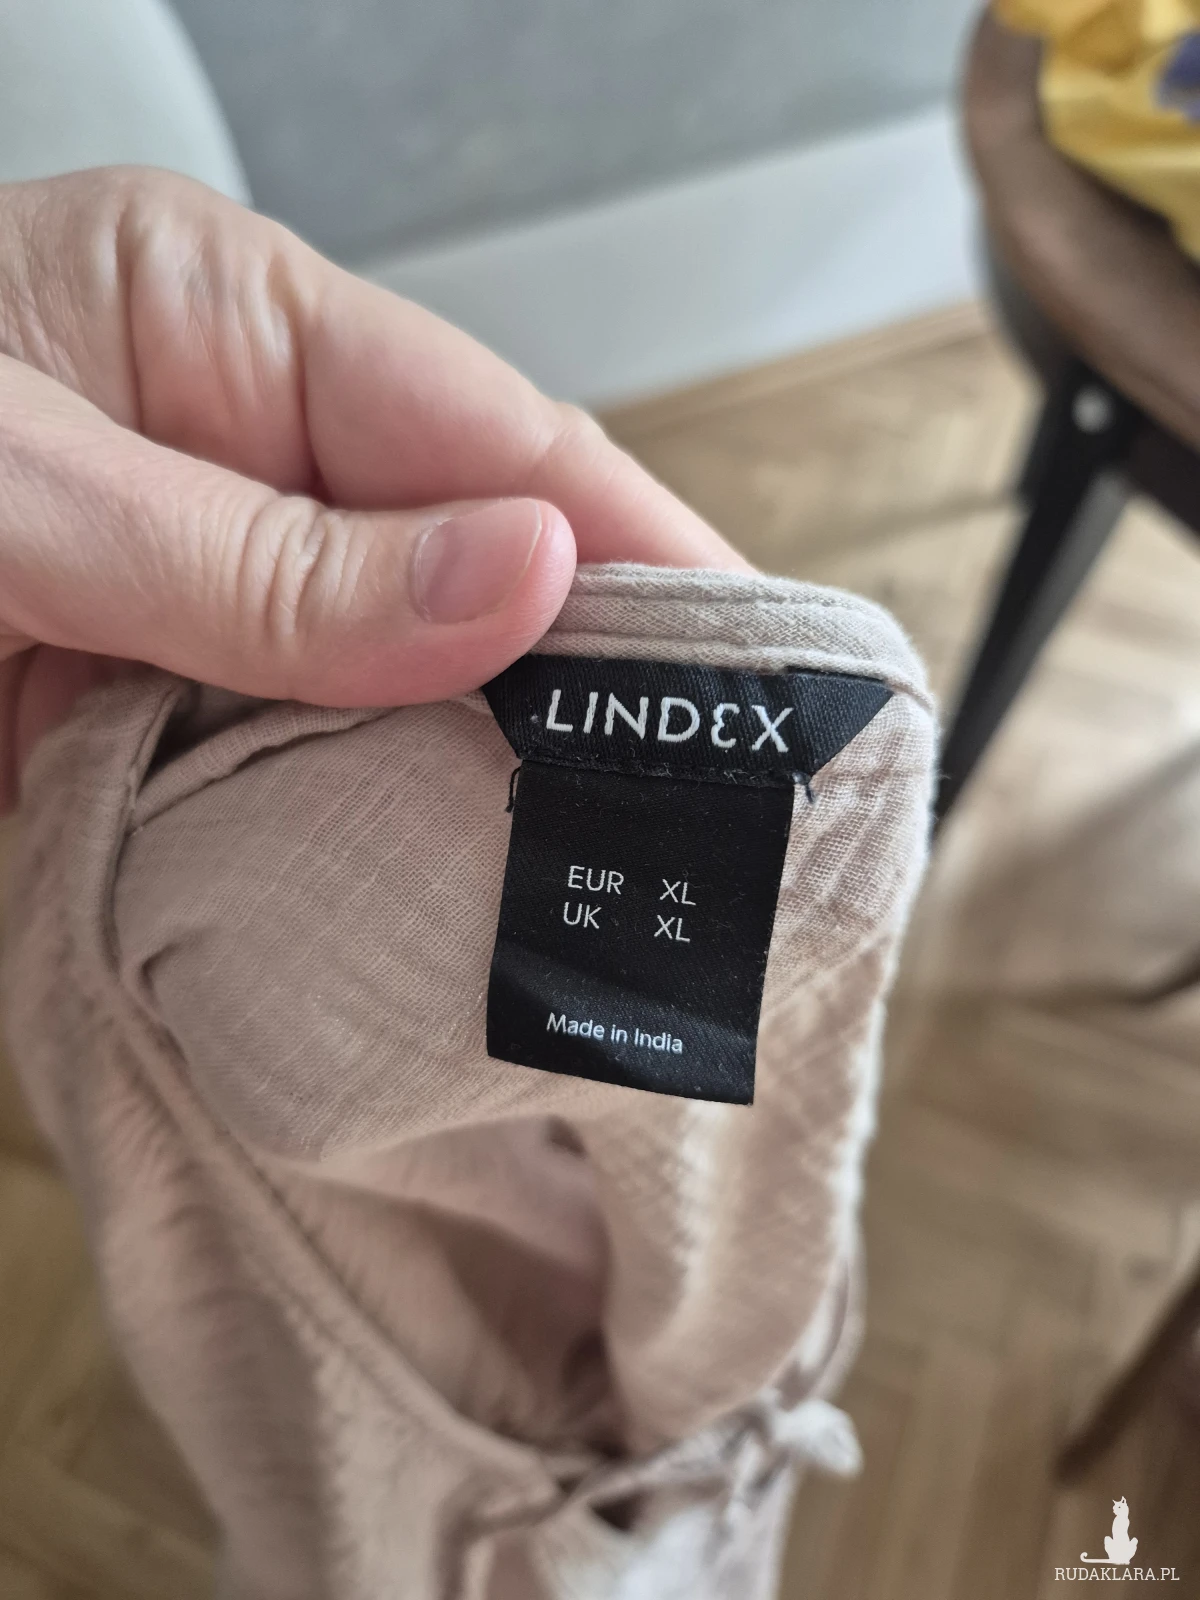 LINDEX
EUR XL
UK XL
Made in India
RUDAKLARA.PL